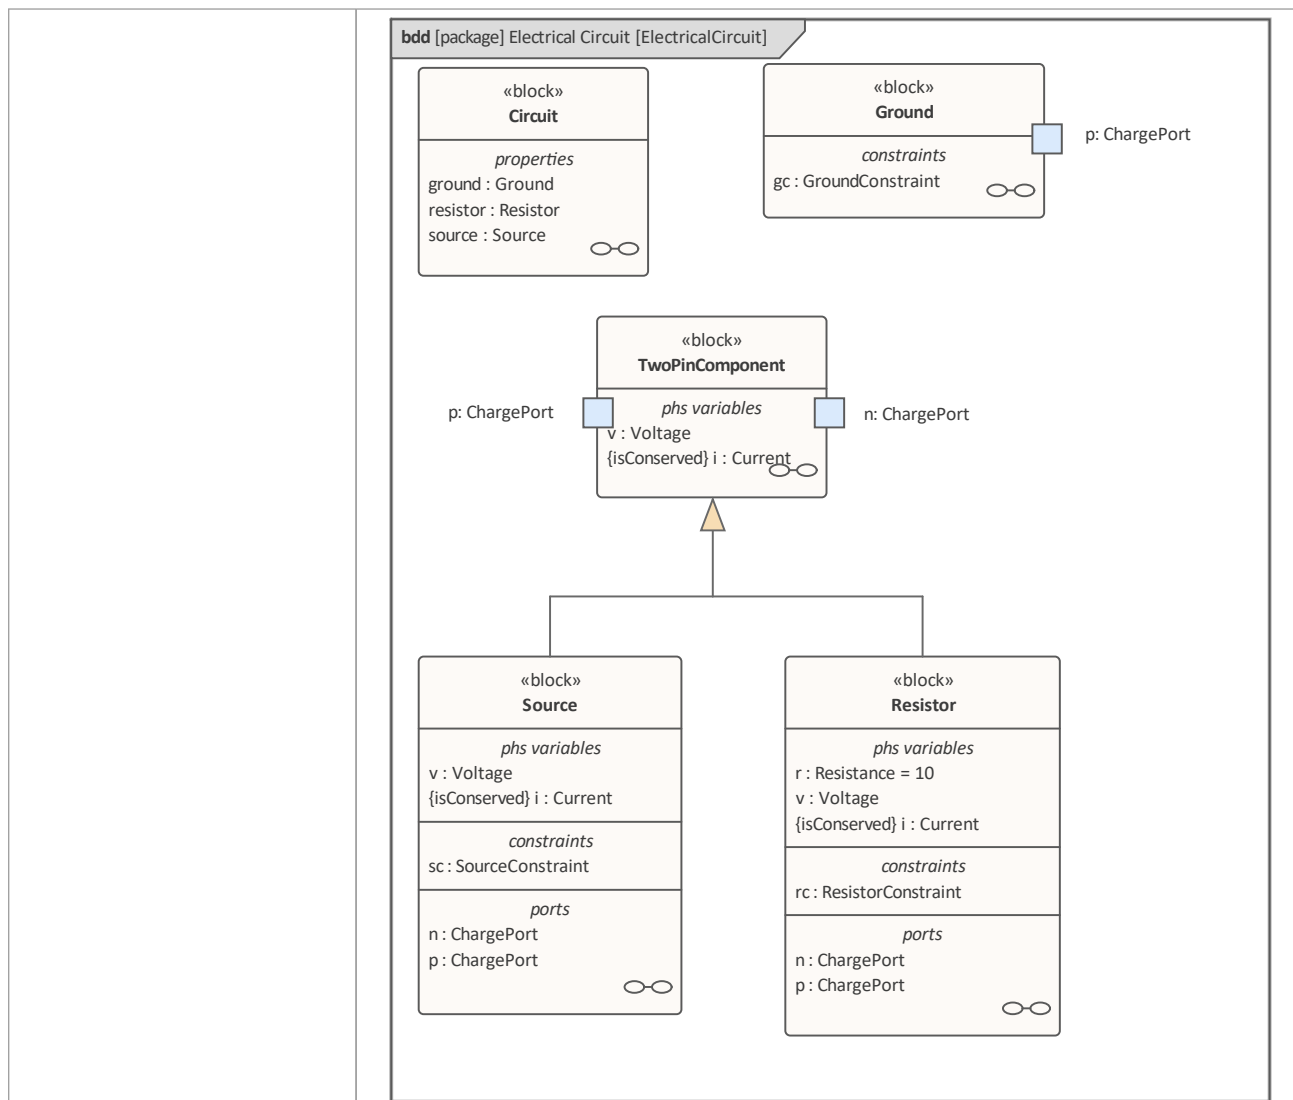 bdd [package] Electrical Circuit [ElectricalCircuit]
«block»
Circuit
properties
ground : Ground
resistor : Resistor
source : Source
«block»
Ground
constraints
gc : GroundConstraint
p: ChargePort
«block»
TwoPinComponent
phs variables
v : Voltage
{isConserved} i : Current
p: ChargePort
n: ChargePort
«block»
Source
phs variables
v : Voltage
{isConserved} i : Current
constraints
sc : SourceConstraint
ports
n : ChargePort
p : ChargePort
«block»
Resistor
phs variables
r : Resistance = 10
v : Voltage
{isConserved} i : Current
constraints
rc : ResistorConstraint
ports
n : ChargePort
p : ChargePort